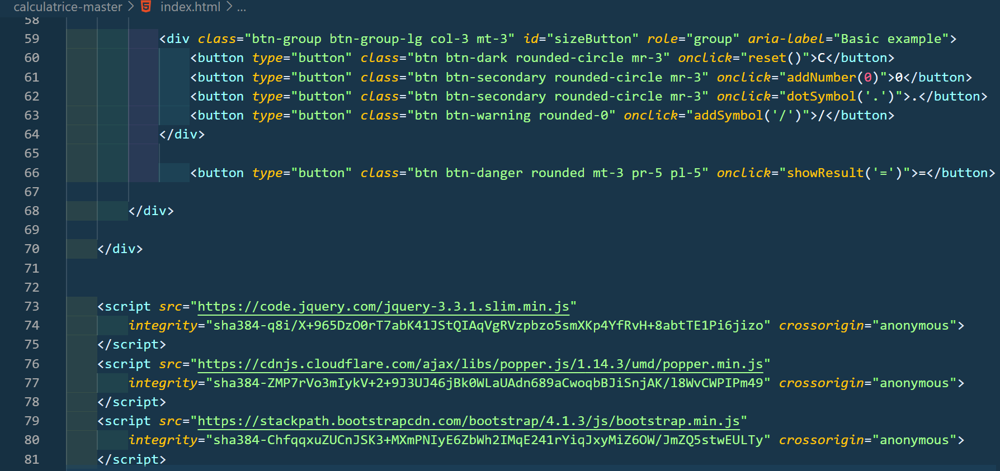 calculatrice-master > index.html > ...
58
59 <div class="btn-group btn-group-lg col-3 mt-3" id="sizeButton" role="group" aria-label="Basic example">
60 <button type="button" class="btn btn-dark rounded-circle mr-3" onclick="reset()">C</button>
61 <button type="button" class="btn btn-secondary rounded-circle mr-3" onclick="addNumber(0)">0</button>
62 <button type="button" class="btn btn-secondary rounded-circle mr-3" onclick="dotSymbol('.')">.</button>
63 <button type="button" class="btn btn-warning rounded-0" onclick="addSymbol('/')">/</button>
64 </div>
65
66 <button type="button" class="btn btn-danger rounded mt-3 pr-5 pl-5" onclick="showResult('=')">=</button>
67
68 </div>
69
70 </div>
71
72
73 <script src="https://code.jquery.com/jquery-3.3.1.slim.min.js"
74 integrity="sha384-q8i/X+965DzO0rT7abK41JStQIAqVgRVzpbzo5smXKp4YfRvH+8abtTE1Pi6jizo" crossorigin="anonymous">
75 </script>
76 <script src="https://cdnjs.cloudflare.com/ajax/libs/popper.js/1.14.3/umd/popper.min.js"
77 integrity="sha384-ZMP7rVo3mIykV+2+9J3UJ46jBk0WLaUAdn689aCwoqbBJiSnjAK/l8WvCWPIPm49" crossorigin="anonymous">
78 </script>
79 <script src="https://stackpath.bootstrapcdn.com/bootstrap/4.1.3/js/bootstrap.min.js"
80 integrity="sha384-ChfqqxuZUCnJSK3+MXmPNIyE6ZbWh2IMqE241rYiqJxyMiZ6OW/JmZQ5stwEULTy" crossorigin="anonymous">
81 </script>